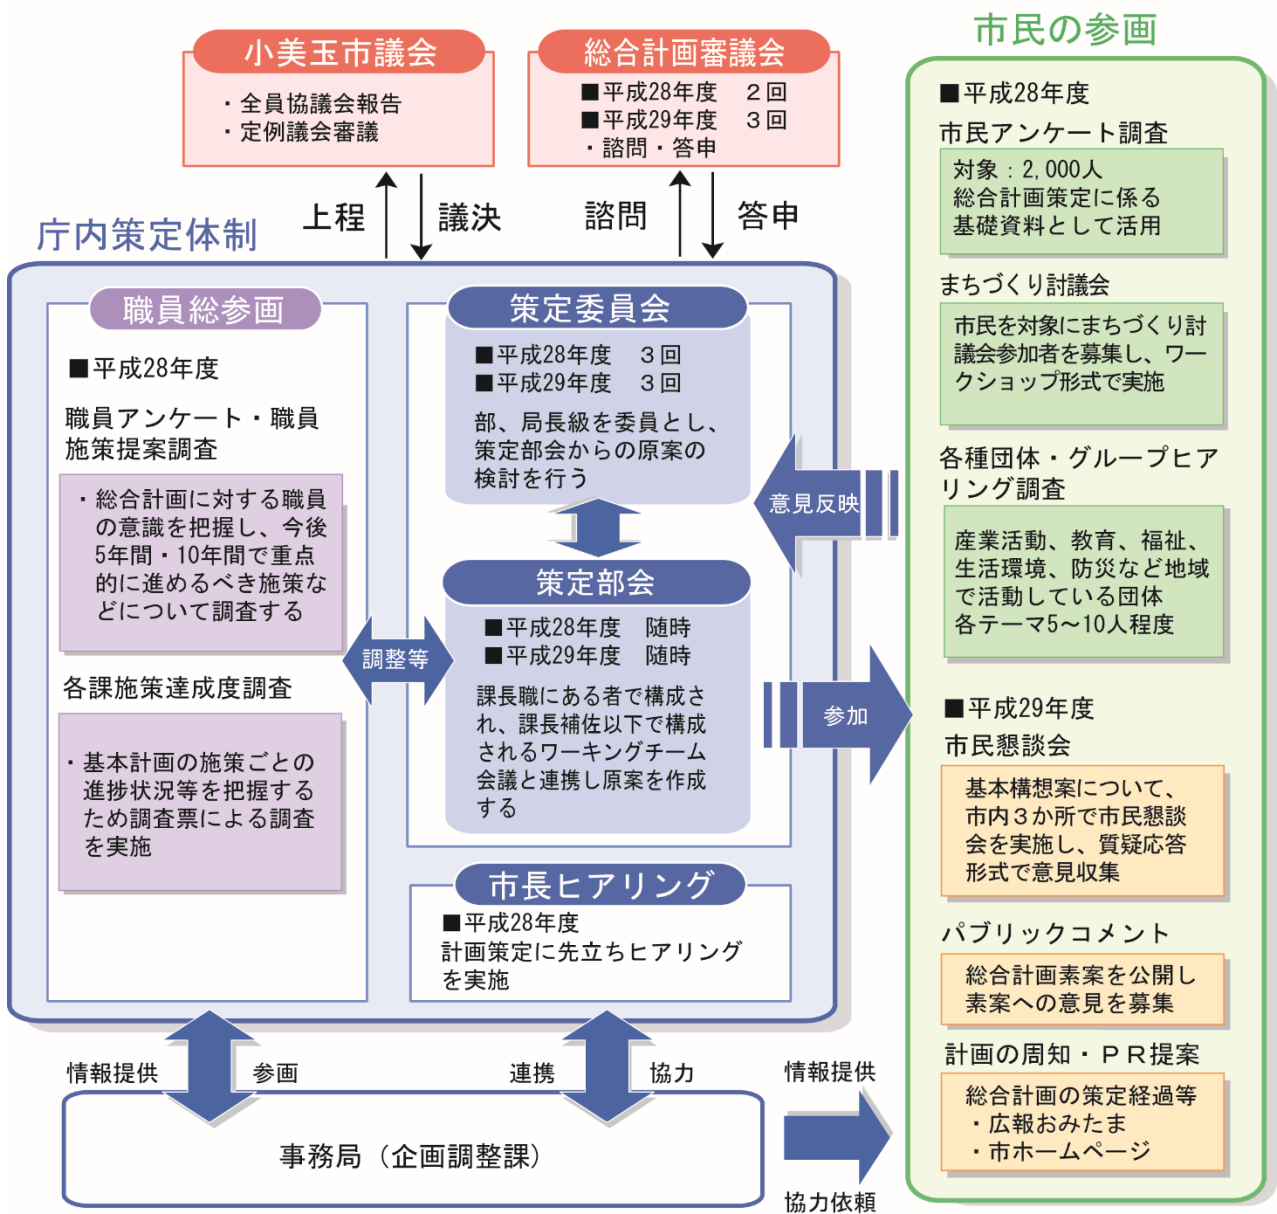 小美玉市議会
・全員協議会報告
・定例議会審議
総合計画審議会
■平成28年度　2回
■平成29年度　3回
・諮問・答申
上程
議決
諮問
答申
庁内策定体制
職員総参画
■平成28年度
職員アンケート・職員
施策提案調査
・総合計画に対する職員
の意識を把握し、今後
5年間・10年間で重点
的に進めるべき施策な
どについて調査する
各課施策達成度調査
・基本計画の施策ごとの
進捗状況等を把握する
ため調査票による調査
を実施
策定委員会
■平成28年度　3回
■平成29年度　3回
部、局長級を委員とし、
策定部会からの原案の
検討を行う
調整等
策定部会
■平成28年度　随時
■平成29年度　随時
課長職にある者で構成さ
れ、課長補佐以下で構成
されるワーキングチーム
会議と連携し原案を作成
する
市長ヒアリング
■平成28年度
計画策定に先立ちヒアリング
を実施
意見反映
参加
市民の参画
■平成28年度
市民アンケート調査
対象：2,000人
総合計画策定に係る
基礎資料として活用
まちづくり討議会
市民を対象にまちづくり討
議会参加者を募集し、ワー
クショップ形式で実施
各種団体・グループヒア
リング調査
産業活動、教育、福祉、
生活環境、防災など地域
で活動している団体
各テーマ5～10人程度
■平成29年度
市民懇談会
基本構想案について、
市内３か所で市民懇談
会を実施し、質疑応答
形式で意見収集
パブリックコメント
総合計画素案を公開し
素案への意見を募集
計画の周知・ＰＲ提案
総合計画の策定経過等
・広報おみたま
・市ホームページ
情報提供
参画
連携
協力
情報提供
協力依頼
事務局（企画調整課）